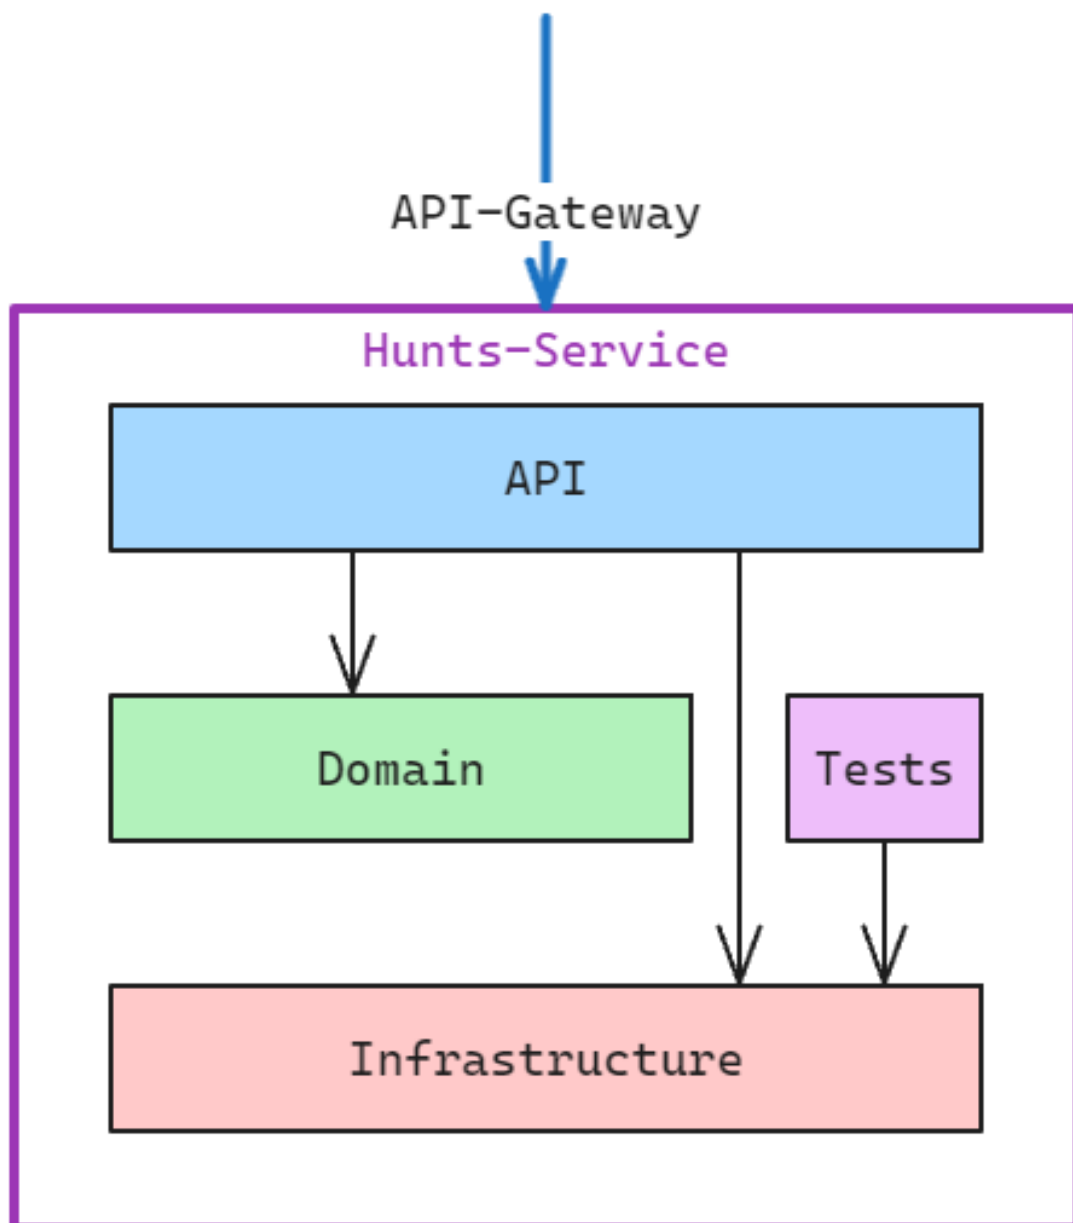 API-Gateway
Hunts-Service
API
Domain
Tests
Infrastructure